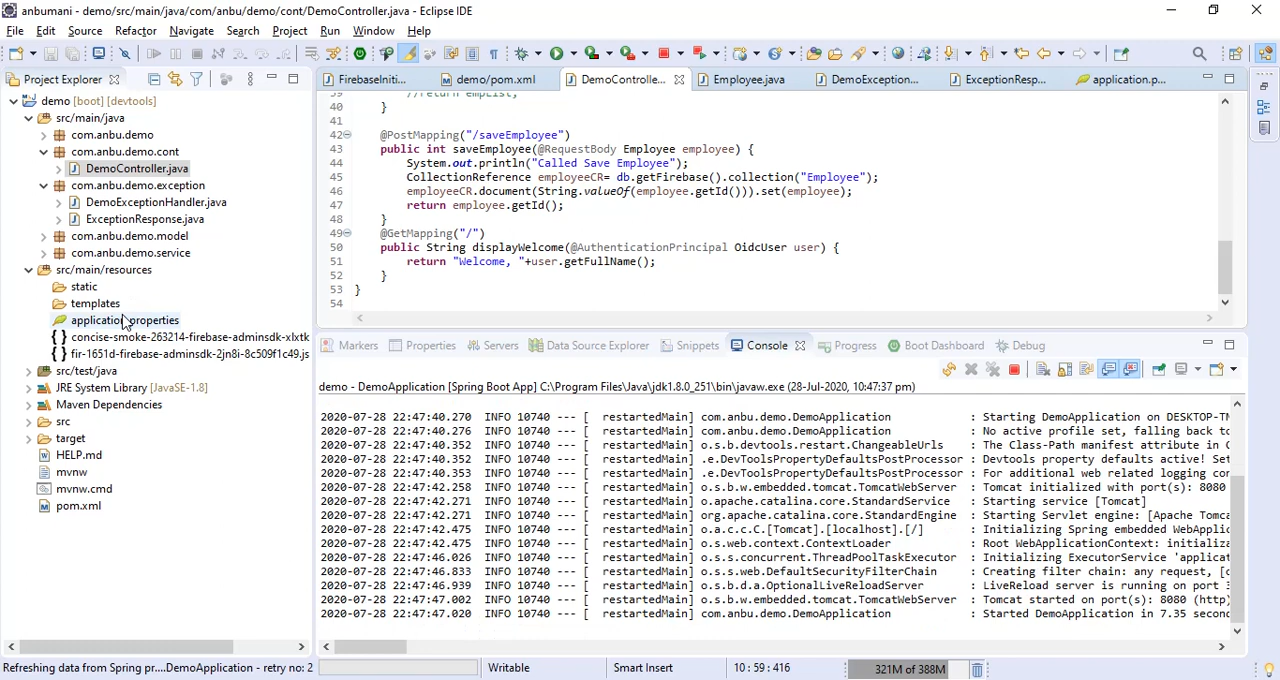 anbumani - demo/src/main/java/com/anbu/demo/cont/DemoController.java - Eclipse IDE
File Edit Source Refactor Navigate Search Project Run Window Help
Project Explorer
FirebaseIniti... demo/pom.xml DemoControlle... Employee.java DemoException... ExceptionResp... application.p...
demo [boot] [devtools]
src/main/java
com.anbu.demo
com.anbu.demo.cont
DemoController.java
com.anbu.demo.exception
DemoExceptionHandler.java
ExceptionResponse.java
com.anbu.demo.model
com.anbu.demo.service
src/main/resources
static
templates
application.properties
concise-smoke-263214-firebase-adminsdk-xlxtk
fir-1651d-firebase-adminsdk-2jn8i-8c509f1c49.js
src/test/java
JRE System Library [JavaSE-1.8]
Maven Dependencies
src
target
HELP.md
mvnw
mvnw.cmd
pom.xml
39 //return empList;
40 }
41
42 @PostMapping("/saveEmployee")
43 public int saveEmployee(@RequestBody Employee employee) {
44 System.out.println("Called Save Employee");
45 CollectionReference employeeCR= db.getFirebase().collection("Employee");
46 employeeCR.document(String.valueOf(employee.getId())).set(employee);
47 return employee.getId();
48 }
49 @GetMapping("/")
50 public String displayWelcome(@AuthenticationPrincipal OidcUser user) {
51 return "Welcome, "+user.getFullName();
52 }
53 }
54
Markers Properties Servers Data Source Explorer Snippets Console Progress Boot Dashboard Debug
demo - DemoApplication [Spring Boot App] C:\Program Files\Java\jdk1.8.0_251\bin\javaw.exe (28-Jul-2020, 10:47:37 pm)
2020-07-28 22:47:40.270 INFO 10740 --- [ restartedMain] com.anbu.demo.DemoApplication : Starting DemoApplication on DESKTOP-TN
2020-07-28 22:47:40.276 INFO 10740 --- [ restartedMain] com.anbu.demo.DemoApplication : No active profile set, falling back to
2020-07-28 22:47:40.352 INFO 10740 --- [ restartedMain] o.s.b.devtools.restart.ChangeableUrls : The Class-Path manifest attribute in C
2020-07-28 22:47:40.352 INFO 10740 --- [ restartedMain] .e.DevToolsPropertyDefaultsPostProcessor : Devtools property defaults active! Set
2020-07-28 22:47:40.353 INFO 10740 --- [ restartedMain] .e.DevToolsPropertyDefaultsPostProcessor : For additional web related logging con
2020-07-28 22:47:42.258 INFO 10740 --- [ restartedMain] o.s.b.w.embedded.tomcat.TomcatWebServer : Tomcat initialized with port(s): 8080
2020-07-28 22:47:42.271 INFO 10740 --- [ restartedMain] o.apache.catalina.core.StandardService : Starting service [Tomcat]
2020-07-28 22:47:42.271 INFO 10740 --- [ restartedMain] org.apache.catalina.core.StandardEngine : Starting Servlet engine: [Apache Tomc
2020-07-28 22:47:42.475 INFO 10740 --- [ restartedMain] o.a.c.c.C.[Tomcat].[localhost].[/] : Initializing Spring embedded WebApplic
2020-07-28 22:47:42.475 INFO 10740 --- [ restartedMain] o.s.web.context.ContextLoader : Root WebApplicationContext: initializa
2020-07-28 22:47:46.026 INFO 10740 --- [ restartedMain] o.s.s.concurrent.ThreadPoolTaskExecutor : Initializing ExecutorService 'applicat
2020-07-28 22:47:46.833 INFO 10740 --- [ restartedMain] o.s.s.web.DefaultSecurityFilterChain : Creating filter chain: any request, [o
2020-07-28 22:47:46.939 INFO 10740 --- [ restartedMain] o.s.b.d.a.OptionalLiveReloadServer : LiveReload server is running on port 3
2020-07-28 22:47:47.002 INFO 10740 --- [ restartedMain] o.s.b.w.embedded.tomcat.TomcatWebServer : Tomcat started on port(s): 8080 (http)
2020-07-28 22:47:47.020 INFO 10740 --- [ restartedMain] com.anbu.demo.DemoApplication : Started DemoApplication in 7.35 second
Refreshing data from Spring pr....DemoApplication - retry no: 2 Writable Smart Insert 10 : 59 : 416 321M of 388M